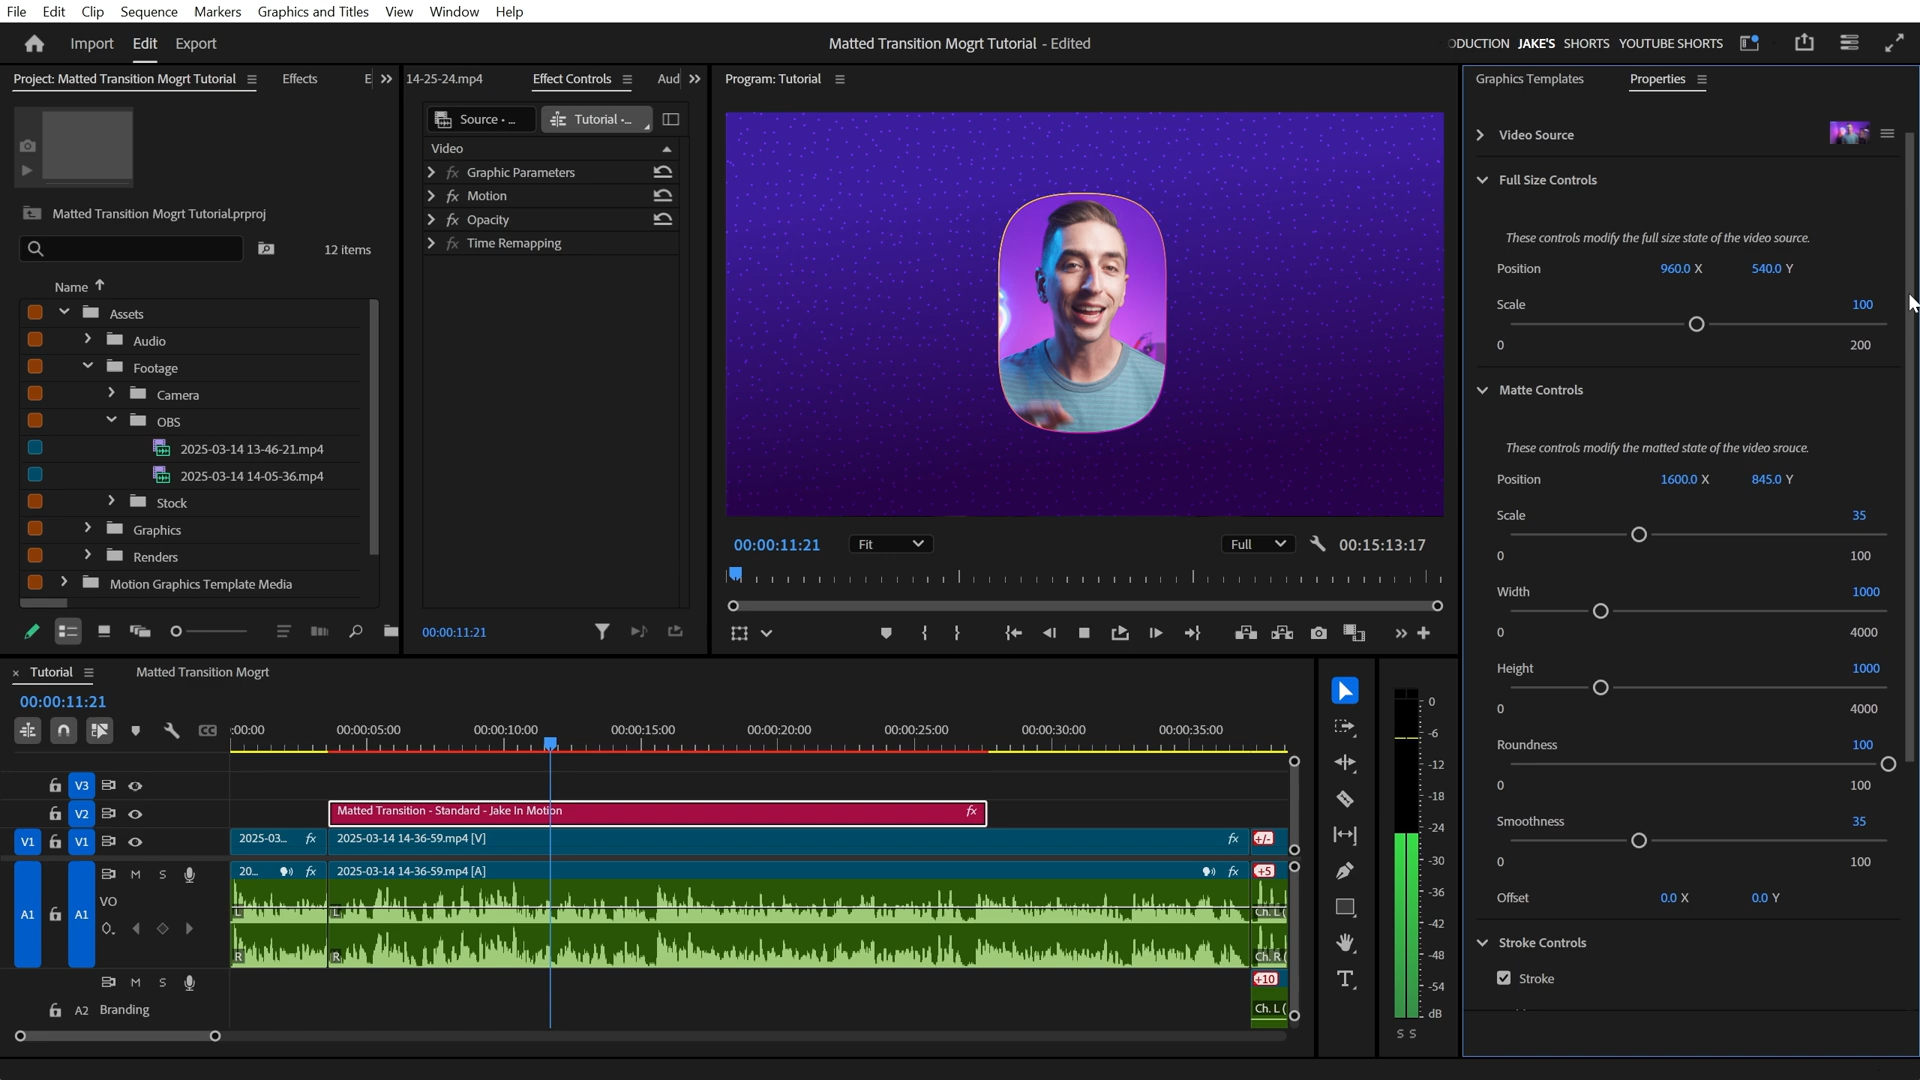 File Edit Clip Sequence Markers Graphics and Titles View Window Help
Import Edit Export
Matted Transition Mogrt Tutorial - Edited
ODUCTION JAKE'S SHORTS YOUTUBE SHORTS
Project: Matted Transition Mogrt Tutorial
Effects
E
14-25-24.mp4
Effect Controls
Aud
Program: Tutorial
Graphics Templates
Properties
Source • ...
Tutorial •...
Video
fx Graphic Parameters
fx Motion
fx Opacity
fx Time Remapping
Matted Transition Mogrt Tutorial.prproj
12 items
Name
Assets
Audio
Footage
Camera
OBS
2025-03-14 13-46-21.mp4
2025-03-14 14-05-36.mp4
Stock
Graphics
Renders
Motion Graphics Template Media
00:00:11:21
00:00:11:21
Fit
Full
00:15:13:17
Video Source
Full Size Controls
These controls modify the full size state of the video source.
Position 960.0 X 540.0 Y
Scale 100
0 200
Matte Controls
These controls modify the matted state of the video srouce.
Position 1600.0 X 845.0 Y
Scale 35
0 100
Width 1000
0 4000
Height 1000
0 4000
Roundness 100
0 100
Smoothness 35
0 100
Offset 0.0 X 0.0 Y
Stroke Controls
Stroke
× Tutorial
Matted Transition Mogrt
00:00:11:21
:00:00 00:00:05:00 00:00:10:00 00:00:15:00 00:00:20:00 00:00:25:00 00:00:30:00 00:00:35:00
CC
V3
V2
Matted Transition - Standard - Jake In Motion fx
V1 V1
2025-03... fx
2025-03-14 14-36-59.mp4 [V] fx
+/-
20... fx
2025-03-14 14-36-59.mp4 [A] fx
+5
M S
VO
A1 A1
L L Ch. L (
R R Ch. R (
M S
+10
A2 Branding
Ch. L (
T
0
-6
-12
-18
-24
-30
-36
-42
-48
-54
dB
S S